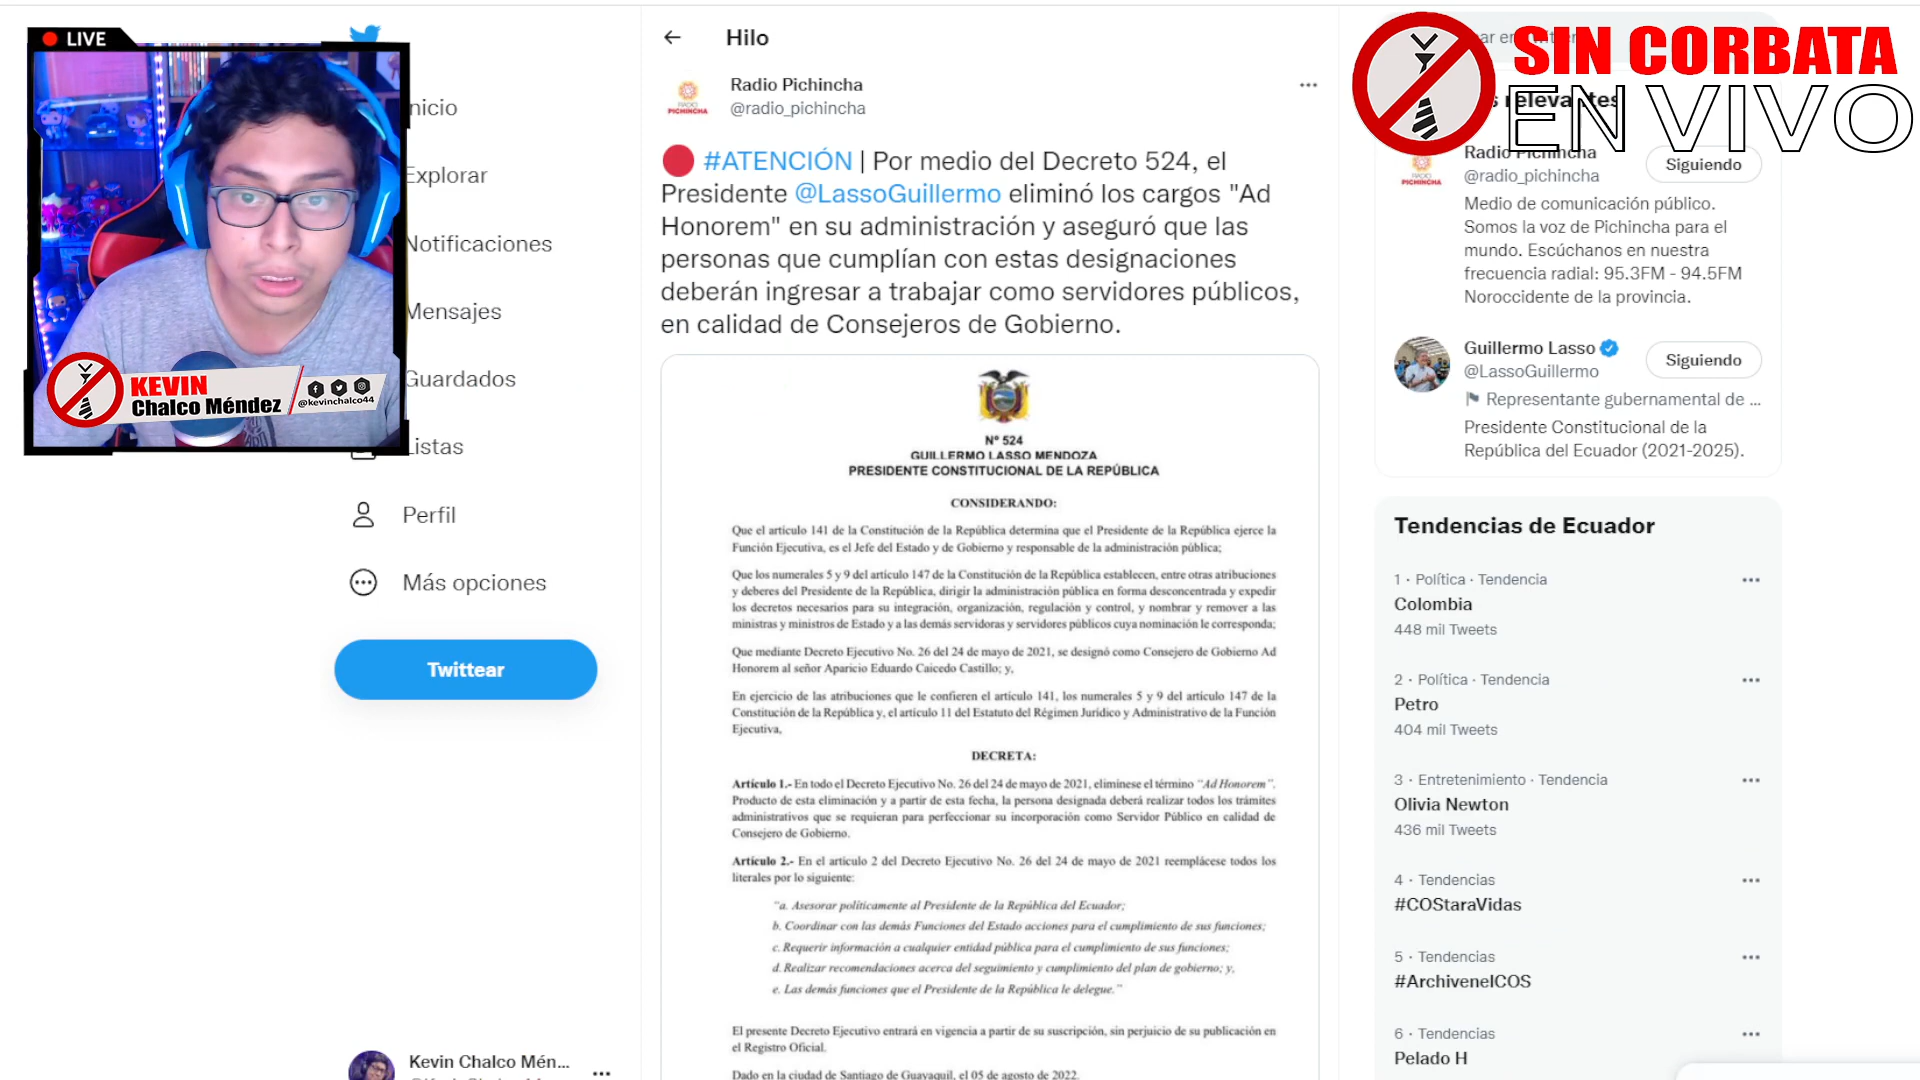 LIVE
KEVIN
Chalco Méndez
@kevinchalco44
nicio
Explorar
Notificaciones
Mensajes
Guardados
istas
Perfil
Más opciones
Twittear
Kevin Chalco Mén...
Hilo
Radio Pichincha
@radio_pichincha
#ATENCIÓN | Por medio del Decreto 524, el
Presidente @LassoGuillermo eliminó los cargos "Ad
Honorem" en su administración y aseguró que las
personas que cumplían con estas designaciones
deberán ingresar a trabajar como servidores públicos,
en calidad de Consejeros de Gobierno.
Nº 524
GUILLERMO LASSO MENDOZA
PRESIDENTE CONSTITUCIONAL DE LA REPÚBLICA
CONSIDERANDO:
Que el artículo 141 de la Constitución de la República determina que el Presidente de la República ejerce la
Función Ejecutiva, es el Jefe del Estado y de Gobierno y responsable de la administración pública;
Que los numerales 5 y 9 del artículo 147 de la Constitución de la República establecen, entre otras atribuciones
y deberes del Presidente de la República, dirigir la administración pública en forma desconcentrada y expedir
los decretos necesarios para su integración, organización, regulación y control, y nombrar y remover a las
ministras y ministros de Estado y a las demás servidoras y servidores públicos cuya nominación le corresponda;
Que mediante Decreto Ejecutivo No. 26 del 24 de mayo de 2021, se designó como Consejero de Gobierno Ad
Honorem al señor Aparicio Eduardo Caicedo Castillo; y,
En ejercicio de las atribuciones que le confieren el artículo 141, los numerales 5 y 9 del artículo 147 de la
Constitución de la República y, el artículo 11 del Estatuto del Régimen Jurídico y Administrativo de la Función
Ejecutiva,
DECRETA:
Artículo 1.- En todo el Decreto Ejecutivo No. 26 del 24 de mayo de 2021, elimínese el término "Ad Honorem".
Producto de esta eliminación y a partir de esta fecha, la persona designada deberá realizar todos los trámites
administrativos que se requieran para perfeccionar su incorporación como Servidor Público en calidad de
Consejero de Gobierno.
Artículo 2.- En el artículo 2 del Decreto Ejecutivo No. 26 del 24 de mayo de 2021 reemplácese todos los
literales por lo siguiente:
"a. Asesorar políticamente al Presidente de la República del Ecuador;
b. Coordinar con las demás Funciones del Estado acciones para el cumplimiento de sus funciones;
c. Requerir información a cualquier entidad pública para el cumplimiento de sus funciones;
d. Realizar recomendaciones acerca del seguimiento y cumplimiento del plan de gobierno; y,
e. Las demás funciones que el Presidente de la República le delegue."
El presente Decreto Ejecutivo entrará en vigencia a partir de su suscripción, sin perjuicio de su publicación en
el Registro Oficial.
Dado en la ciudad de Santiago de Guayaquil, el 05 de agosto de 2022.
SIN CORBATA
EN VIVO
s relevantes
Radio Pichincha
@radio_pichincha
Siguiendo
Medio de comunicación público.
Somos la voz de Pichincha para el
mundo. Escúchanos en nuestra
frecuencia radial: 95.3FM - 94.5FM
Noroccidente de la provincia.
Guillermo Lasso
@LassoGuillermo
Siguiendo
Representante gubernamental de ...
Presidente Constitucional de la
República del Ecuador (2021-2025).
Tendencias de Ecuador
1 · Política · Tendencia
Colombia
448 mil Tweets
2 · Política · Tendencia
Petro
404 mil Tweets
3 · Entretenimiento · Tendencia
Olivia Newton
436 mil Tweets
4 · Tendencias
#COStaraVidas
5 · Tendencias
#ArchivenelCOS
6 · Tendencias
Pelado H